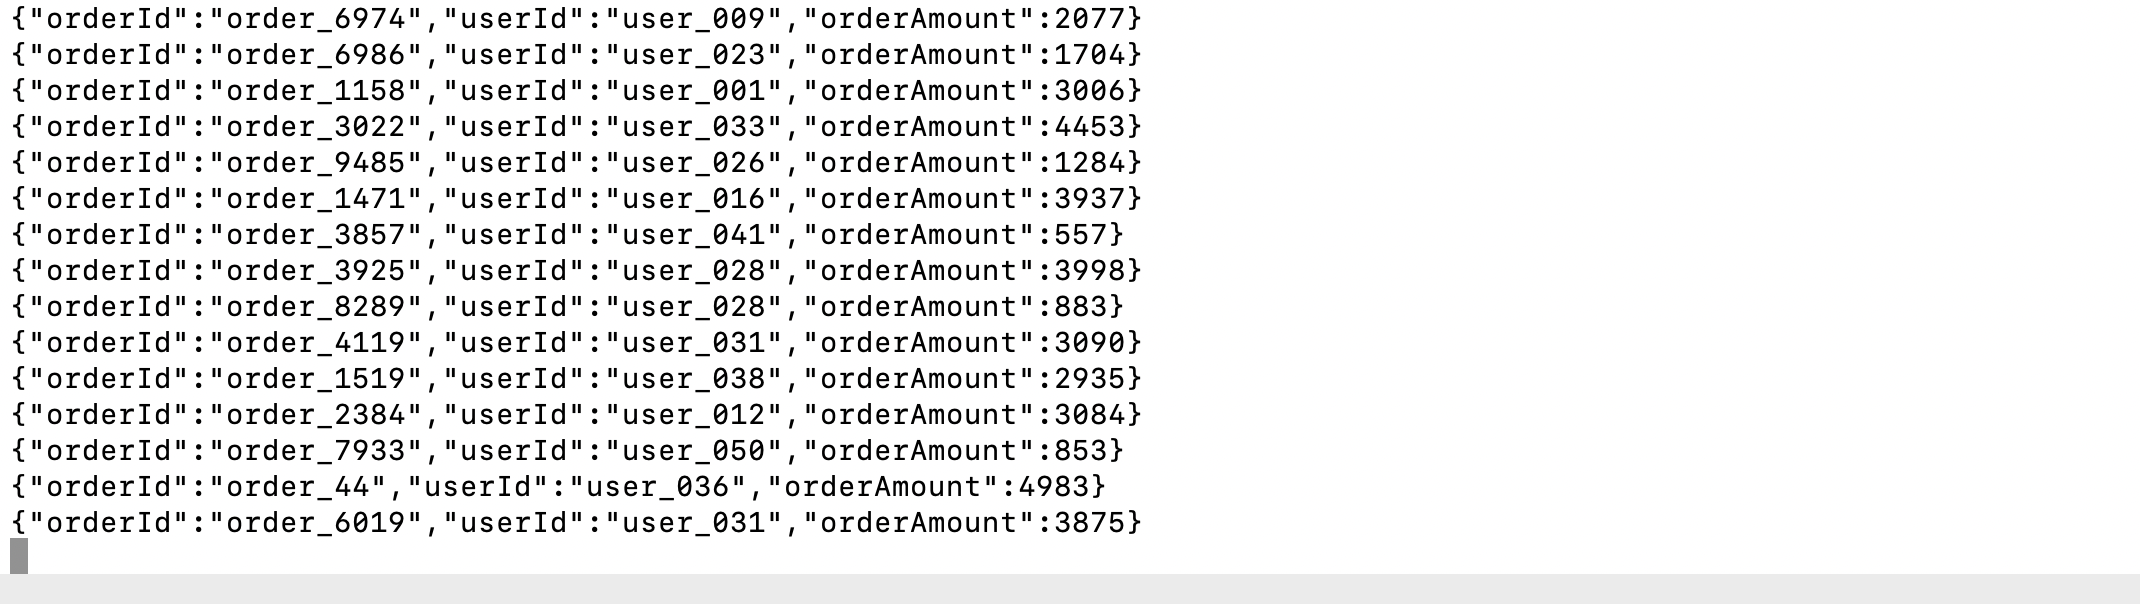 {"orderId":"order_6974","userId":"user_009","orderAmount":2077}
{"orderId":"order_6986","userId":"user_023","orderAmount":1704}
{"orderId":"order_1158","userId":"user_001","orderAmount":3006}
{"orderId":"order_3022","userId":"user_033","orderAmount":4453}
{"orderId":"order_9485","userId":"user_026","orderAmount":1284}
{"orderId":"order_1471","userId":"user_016","orderAmount":3937}
{"orderId":"order_3857","userId":"user_041","orderAmount":557}
{"orderId":"order_3925","userId":"user_028","orderAmount":3998}
{"orderId":"order_8289","userId":"user_028","orderAmount":883}
{"orderId":"order_4119","userId":"user_031","orderAmount":3090}
{"orderId":"order_1519","userId":"user_038","orderAmount":2935}
{"orderId":"order_2384","userId":"user_012","orderAmount":3084}
{"orderId":"order_7933","userId":"user_050","orderAmount":853}
{"orderId":"order_44","userId":"user_036","orderAmount":4983}
{"orderId":"order_6019","userId":"user_031","orderAmount":3875}